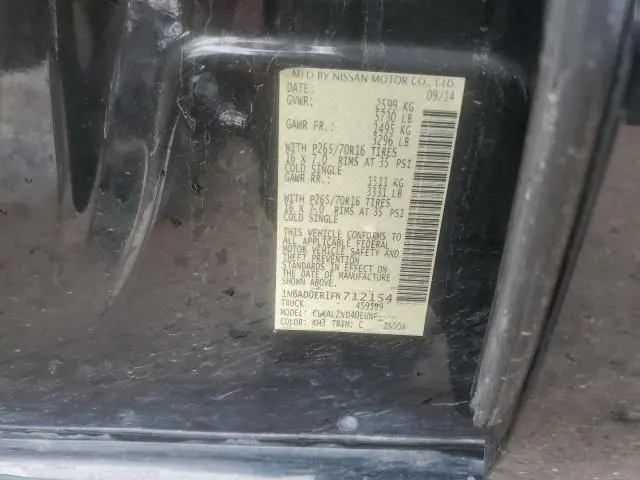 MFD BY NISSAN MOTOR CO., LTD.
DATE: 09/14
GVWR: 2599 KG
5730 LB
GAWR FR.: 1495 KG
3296 LB
WITH P265/70R16 TIRES
16 X 7.0 RIMS AT 35 PSI
COLD SINGLE
GAWR RR.: 1511 KG
3331 LB
WITH P265/70R16 TIRES
16 X 7.0 RIMS AT 35 PSI
COLD SINGLE
THIS VEHICLE CONFORMS TO
ALL APPLICABLE FEDERAL
MOTOR VEHICLE SAFETY AND
THEFT PREVENTION
STANDARDS IN EFFECT ON THE
DATE OF MANUFACTURE
SHOWN ABOVE.
1N6AD0ER1FN712154
TRUCK 459599
MODEL:
COLOR: KH3 TRIM: C